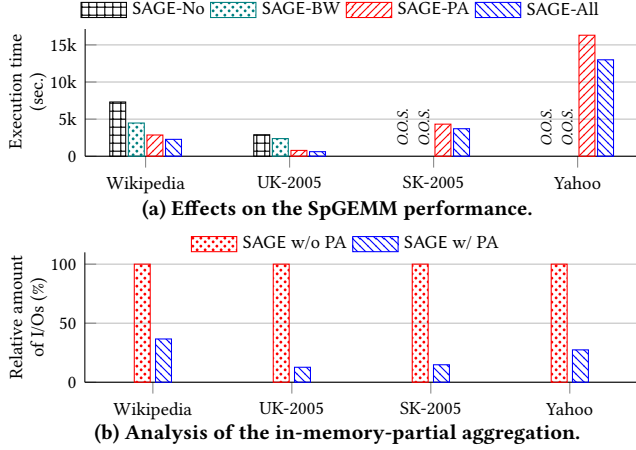 SAGE-No SAGE-BW SAGE-PA SAGE-All
Execution time
(sec.)
15k
10k
5k
0
O.O.S.
O.O.S.
O.O.S.
O.O.S.
Wikipedia UK-2005 SK-2005 Yahoo
(a) Effects on the SpGEMM performance.
SAGE w/o PA SAGE w/ PA
Relative amount
of I/Os (%)
100
50
0
Wikipedia UK-2005 SK-2005 Yahoo
(b) Analysis of the in-memory-partial aggregation.